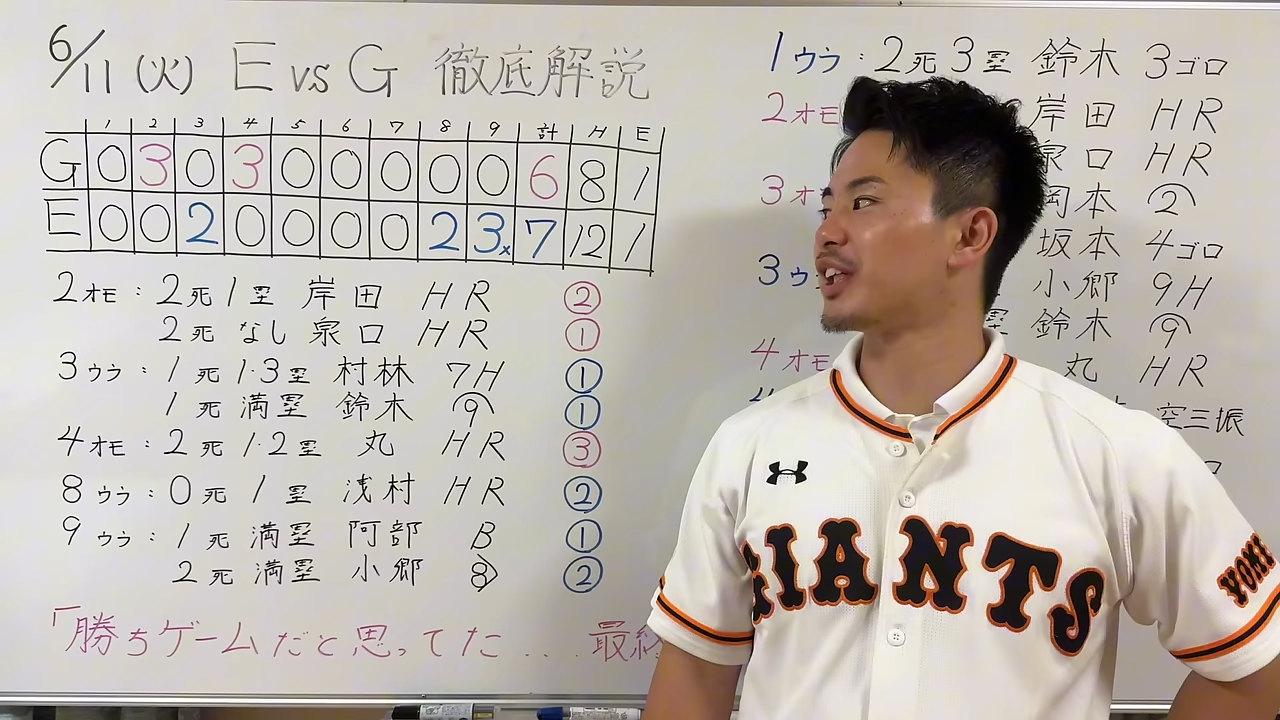 6/11(火) E vs G 徹底解説
1 2 3 4 5 6 7 8 9 計 H E
G 0 3 0 3 0 0 0 0 0 6 8 1
E 0 0 2 0 0 0 0 2 3x 7 12 1
2オモ：2死1塁 岸田 HR ②
2死なし 泉口 HR ①
3ウラ：1死1・3塁 村林 7H ①
1死満塁 鈴木 9 ①
4オモ：2死1・2塁 丸 HR ③
8ウラ：0死1塁 浅村 HR ②
9ウラ：1死満塁 阿部 B ①
2死満塁 小郷 8 ②
「勝ちゲームだと思ってた...最
1ウラ：2死3塁 鈴木 3ゴロ
2オモ 岸田 HR
泉口 HR
3オ 岡本 2
坂本 4ゴロ
3ウ 小郷 9H
塁 鈴木 9
4オモ 丸 HR
空三振
GIANTS
YOMI